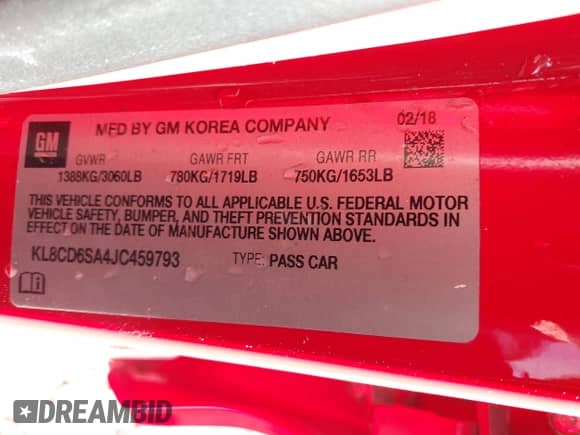 GM
MFD BY GM KOREA COMPANY
02/18
GVWR
GAWR FRT
GAWR RR
1388KG/3060LB
780KG/1719LB
750KG/1653LB
THIS VEHICLE CONFORMS TO ALL APPLICABLE U.S. FEDERAL MOTOR
VEHICLE SAFETY, BUMPER, AND THEFT PREVENTION STANDARDS IN
EFFECT ON THE DATE OF MANUFACTURE SHOWN ABOVE.
KL8CD6SA4JC459793
TYPE: PASS CAR
DREAMBID